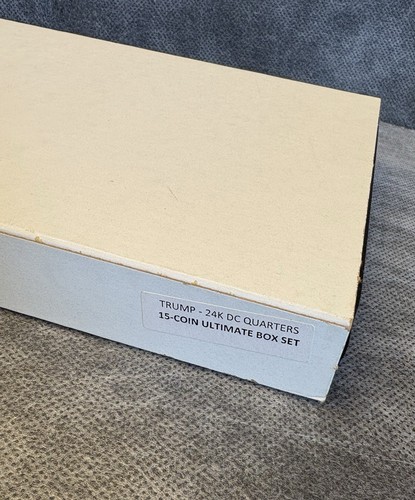 TRUMP - 24K DC QUARTERS
15-COIN ULTIMATE BOX SET